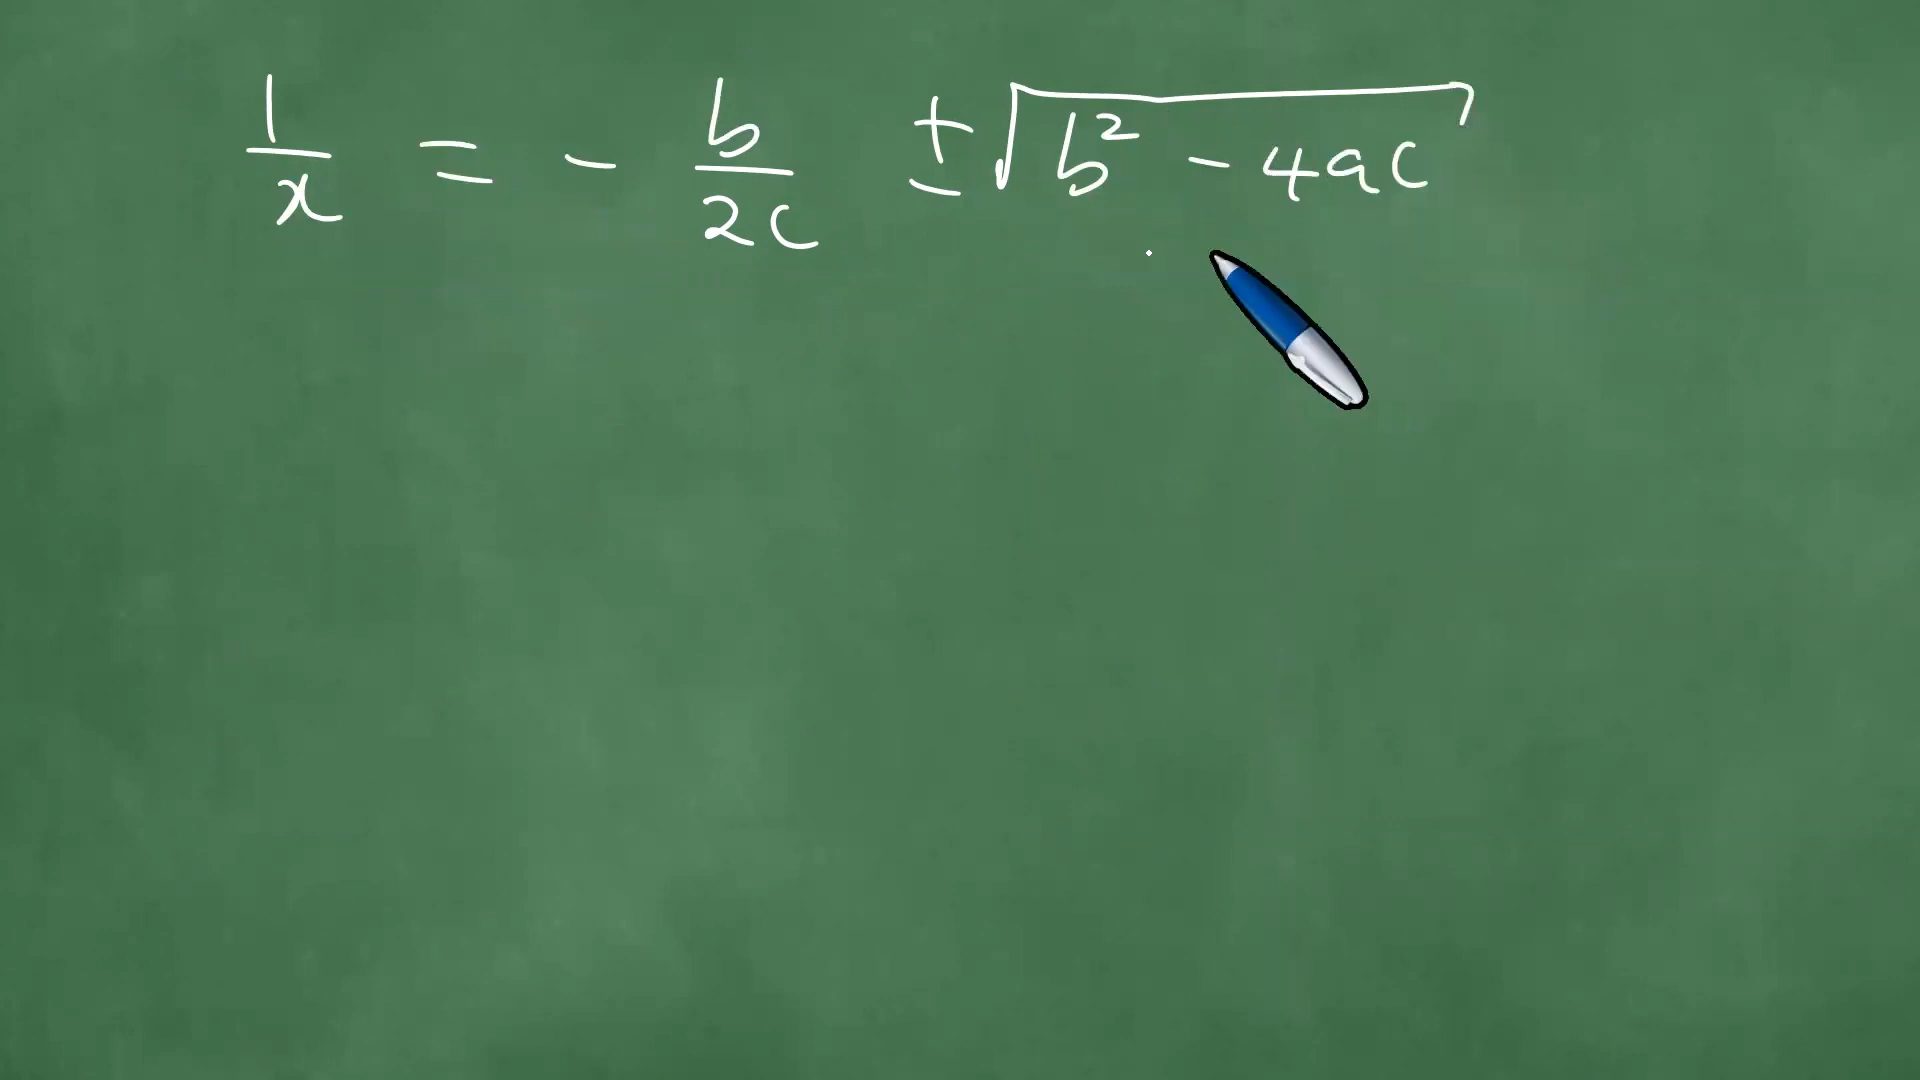 1/x = - b/2c ± √(b² - 4ac)